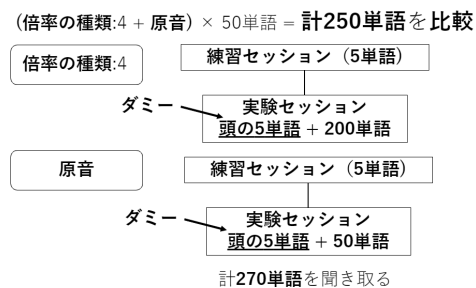 (倍率の種類:4 + 原音) × 50単語 = 計250単語を比較
倍率の種類:4
練習セッション（5単語）
ダミー
実験セッション
頭の5単語 + 200単語
原音
練習セッション（5単語）
ダミー
実験セッション
頭の5単語 + 50単語
計270単語を聞き取る